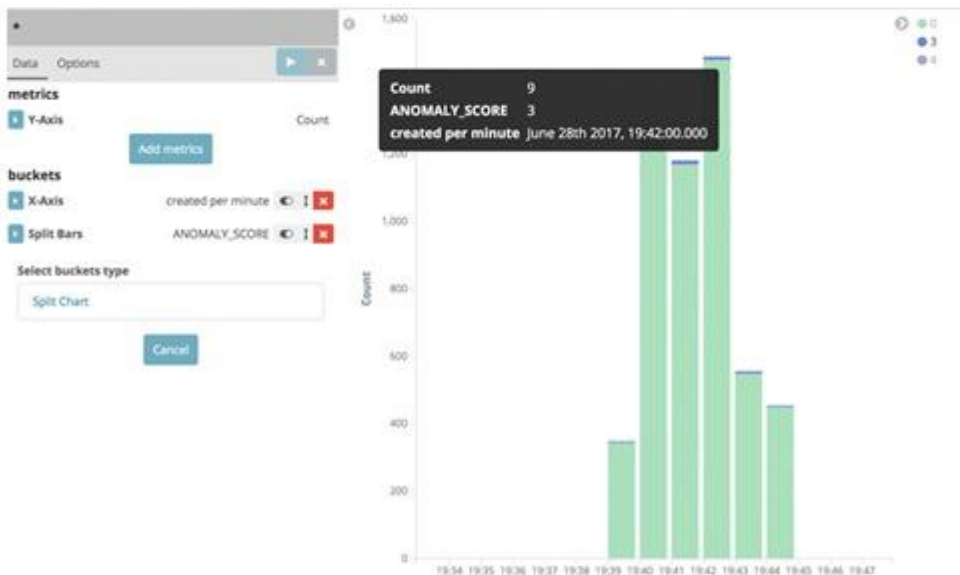 *
Data Options
metrics
Y-Axis Count
Add metrics
buckets
X-Axis created per minute
Split Bars ANOMALY_SCORE
Select buckets type
Split Chart
Cancel
1,600
1,200
1,000
800
600
400
200
0
Count
Count 9
ANOMALY_SCORE 3
created per minute June 28th 2017, 19:42:00.000
19:34 19:35 19:36 19:37 19:38 19:39 19:40 19:41 19:42 19:43 19:44 19:45 19:46 19:47
0
3
4